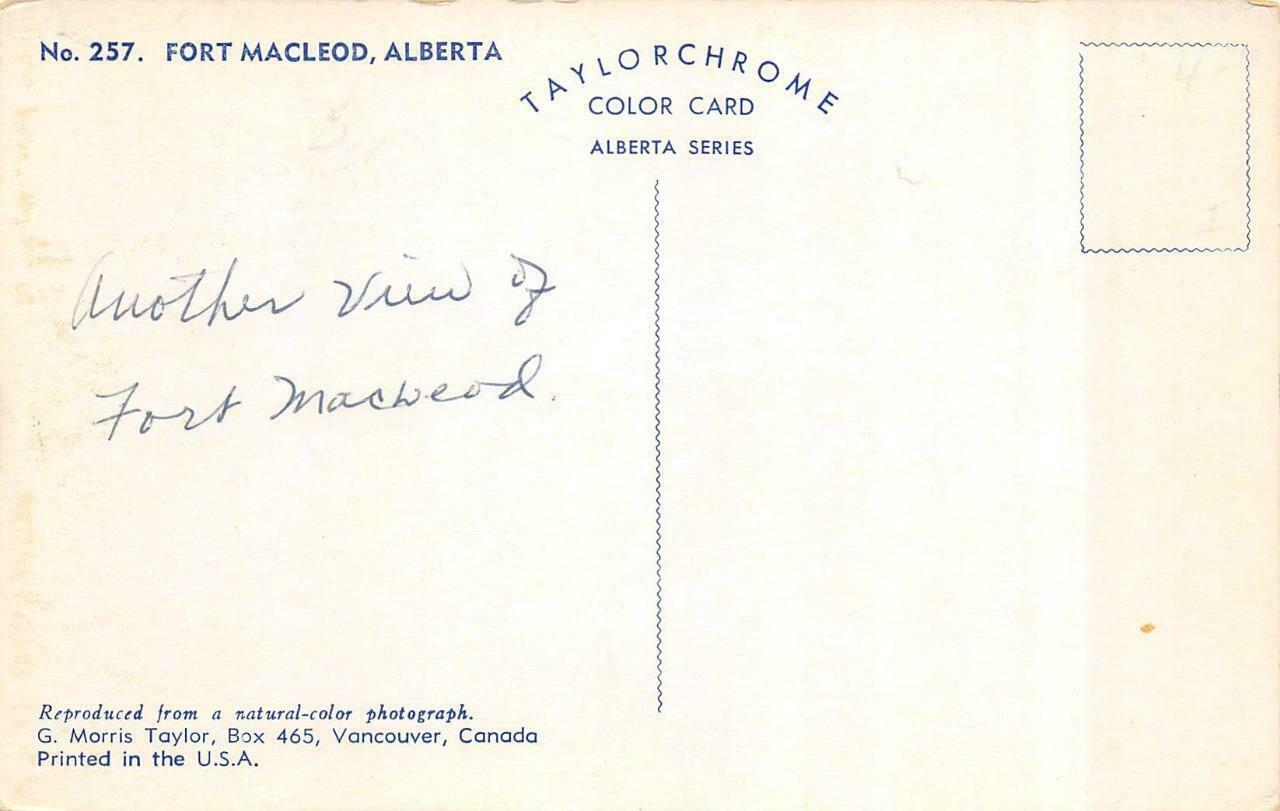 No. 257. FORT MACLEOD, ALBERTA
TAYLORCHROME
COLOR CARD
ALBERTA SERIES
Another View of
Fort Macleod.
Reproduced from a natural-color photograph.
G. Morris Taylor, Box 465, Vancouver, Canada
Printed in the U.S.A.